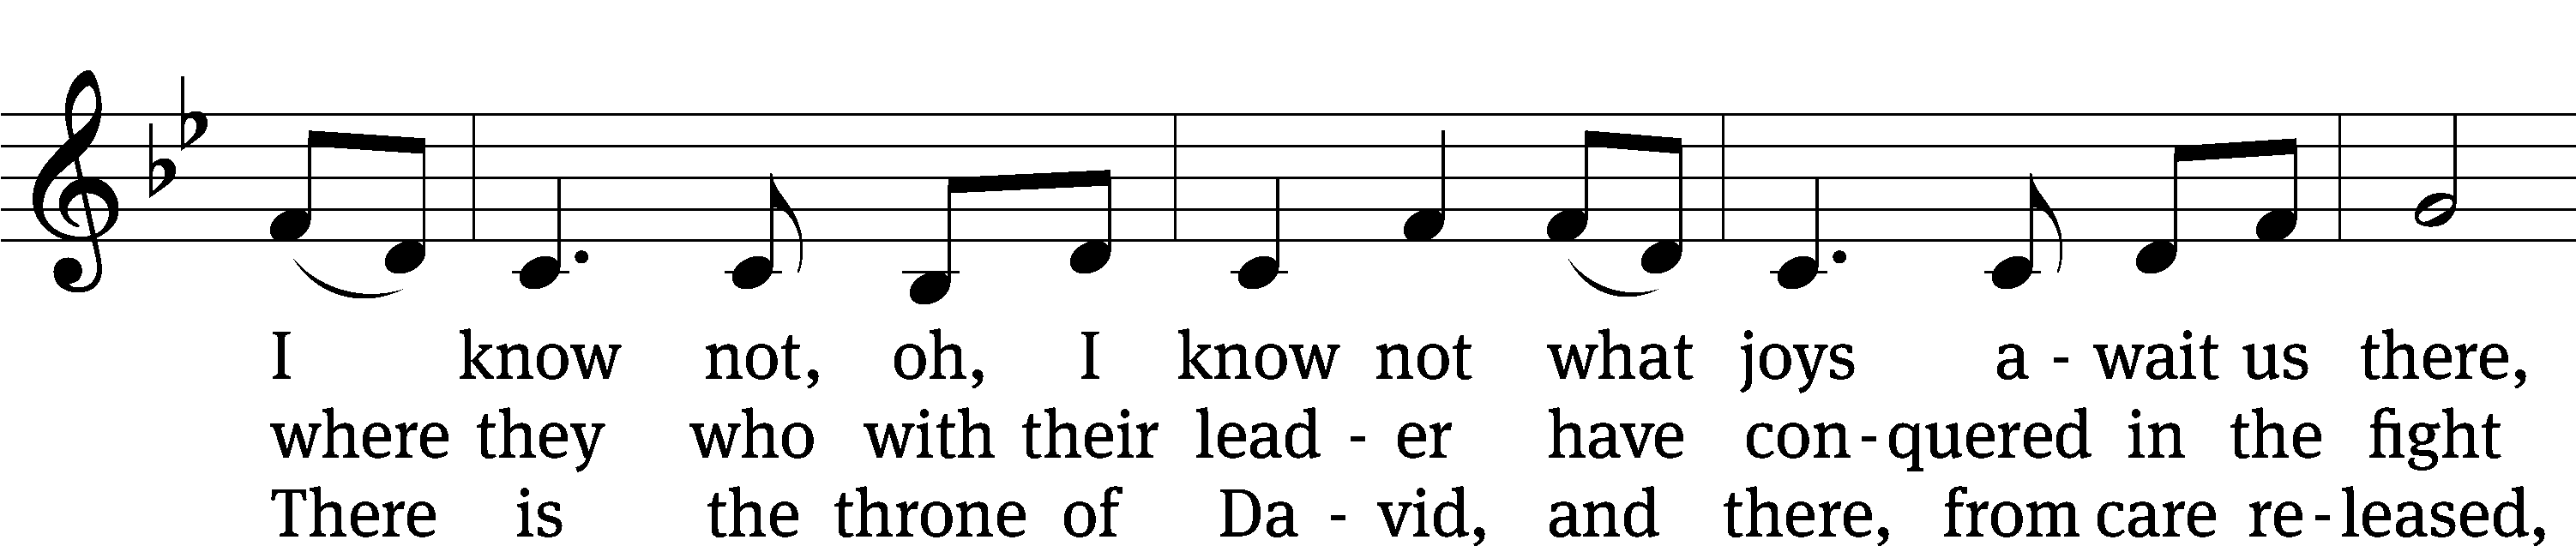 I know not, oh, I know not what joys a - wait us there,
where they who with their lead - er have con - quered in the fight
There is the throne of Da - vid, and there, from care re - leased,